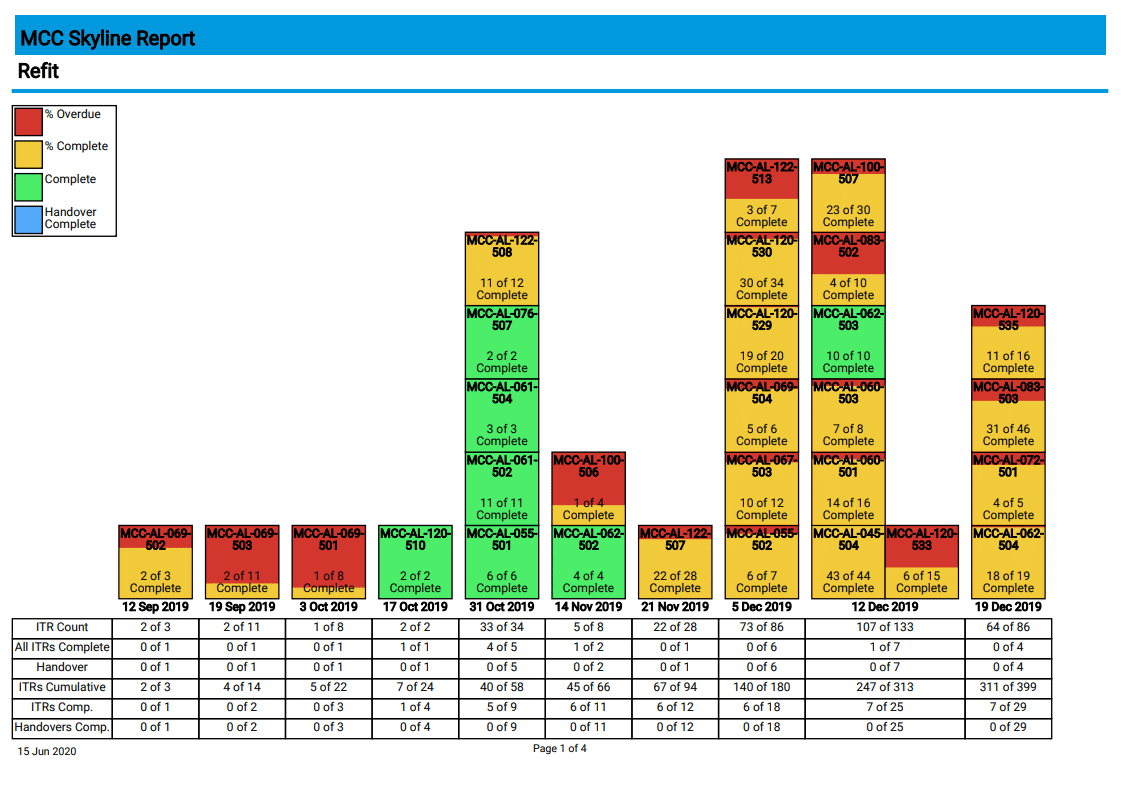 MCC Skyline Report
Refit
% Overdue
% Complete
Complete
Handover
Complete
MCC-AL-069-
502
2 of 3
Complete
12 Sep 2019
MCC-AL-069-
503
2 of 11
Complete
19 Sep 2019
MCC-AL-069-
501
1 of 8
Complete
3 Oct 2019
MCC-AL-120-
510
2 of 2
Complete
17 Oct 2019
MCC-AL-122-
508
11 of 12
Complete
MCC-AL-076-
507
2 of 2
Complete
MCC-AL-061-
504
3 of 3
Complete
MCC-AL-061-
502
11 of 11
Complete
MCC-AL-055-
501
6 of 6
Complete
31 Oct 2019
MCC-AL-100-
506
1 of 4
Complete
MCC-AL-062-
502
4 of 4
Complete
14 Nov 2019
MCC-AL-122-
507
22 of 28
Complete
21 Nov 2019
MCC-AL-122-
513
3 of 7
Complete
MCC-AL-120-
530
30 of 34
Complete
MCC-AL-120-
529
19 of 20
Complete
MCC-AL-069-
504
5 of 6
Complete
MCC-AL-067-
503
10 of 12
Complete
MCC-AL-055-
502
6 of 7
Complete
5 Dec 2019
MCC-AL-100-
507
23 of 30
Complete
MCC-AL-083-
502
4 of 10
Complete
MCC-AL-062-
503
10 of 10
Complete
MCC-AL-060-
503
7 of 8
Complete
MCC-AL-060-
501
14 of 16
Complete
MCC-AL-045-
504
43 of 44
Complete
MCC-AL-120-
533
6 of 15
Complete
12 Dec 2019
MCC-AL-120-
535
11 of 16
Complete
MCC-AL-083-
503
31 of 46
Complete
MCC-AL-072-
501
4 of 5
Complete
MCC-AL-062-
504
18 of 19
Complete
19 Dec 2019
ITR Count 2 of 3 2 of 11 1 of 8 2 of 2 33 of 34 5 of 8 22 of 28 73 of 86 107 of 133 64 of 86
All ITRs Complete 0 of 1 0 of 1 0 of 1 1 of 1 4 of 5 1 of 2 0 of 1 0 of 6 1 of 7 0 of 4
Handover 0 of 1 0 of 1 0 of 1 0 of 1 0 of 5 0 of 2 0 of 1 0 of 6 0 of 7 0 of 4
ITRs Cumulative 2 of 3 4 of 14 5 of 22 7 of 24 40 of 58 45 of 66 67 of 94 140 of 180 247 of 313 311 of 399
ITRs Comp. 0 of 1 0 of 2 0 of 3 1 of 4 5 of 9 6 of 11 6 of 12 6 of 18 7 of 25 7 of 29
Handovers Comp. 0 of 1 0 of 2 0 of 3 0 of 4 0 of 9 0 of 11 0 of 12 0 of 18 0 of 25 0 of 29
15 Jun 2020
Page 1 of 4